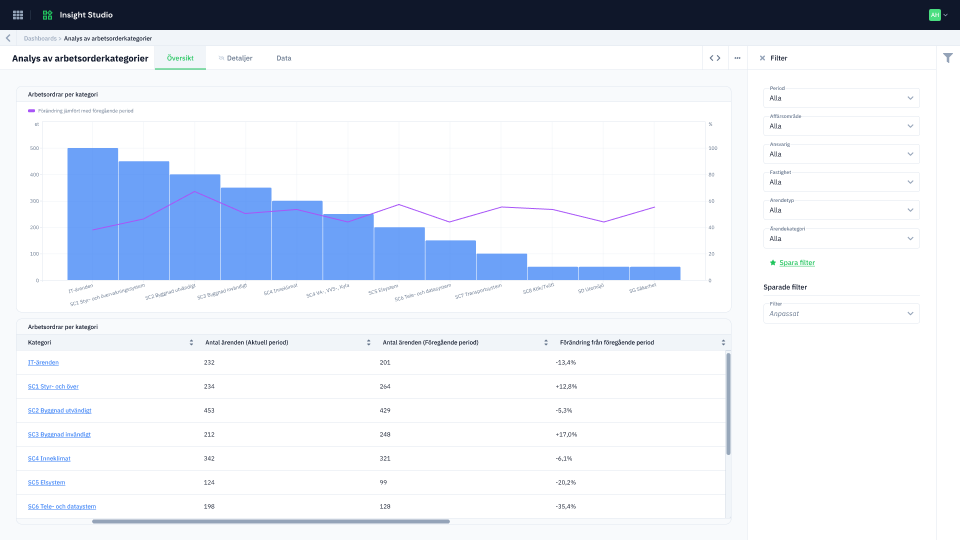 Insight Studio
AH
Dashboards > Analys av arbetsorderkategorier
Analys av arbetsorderkategorier
Översikt
Detaljer
Data
Filter
Arbetsordrar per kategori
Förändring jämfört med föregående period
st
%
500
400
300
200
100
0
100
80
60
40
20
0
IT-ärenden
SC1 Styr- och övervakningssystem
SC2 Byggnad utvändigt
SC3 Byggnad invändigt
SC4 Inneklimat
SC4 VA-, VVS-, Kyla
SC5 Elsystem
SC6 Tele- och datasystem
SC7 Transportsystem
SD Utemiljö
SG Säkerhet
Arbetsordrar per kategori
Kategori
Antal ärenden (Aktuell period)
Antal ärenden (Föregående period)
Förändring från föregående period
IT-ärenden 232 201 -13,4%
SC1 Styr- och över 234 264 +12,8%
SC2 Byggnad utvändigt 453 429 -5,3%
SC3 Byggnad invändigt 212 248 +17,0%
SC4 Inneklimat 342 321 -6,1%
SC5 Elsystem 124 99 -20,2%
SC6 Tele- och datasystem 198 128 -35,4%
Period
Alla
Affärsområde
Alla
Ansvarig
Alla
Fastighet
Alla
Ärendetyp
Alla
Ärendekategori
Alla
Spara filter
Sparade filter
Filter
Anpassat